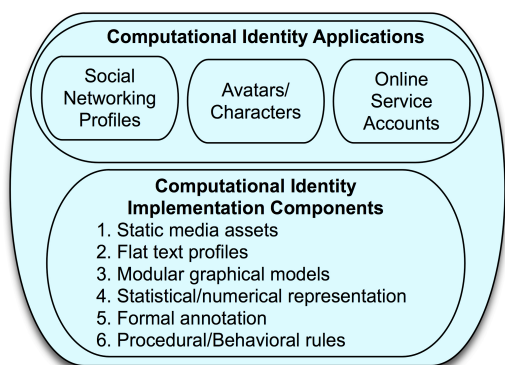 Computational Identity Applications
Social
Networking
Profiles
Avatars/
Characters
Online
Service
Accounts
Computational Identity
Implementation Components
1. Static media assets
2. Flat text profiles
3. Modular graphical models
4. Statistical/numerical representation
5. Formal annotation
6. Procedural/Behavioral rules